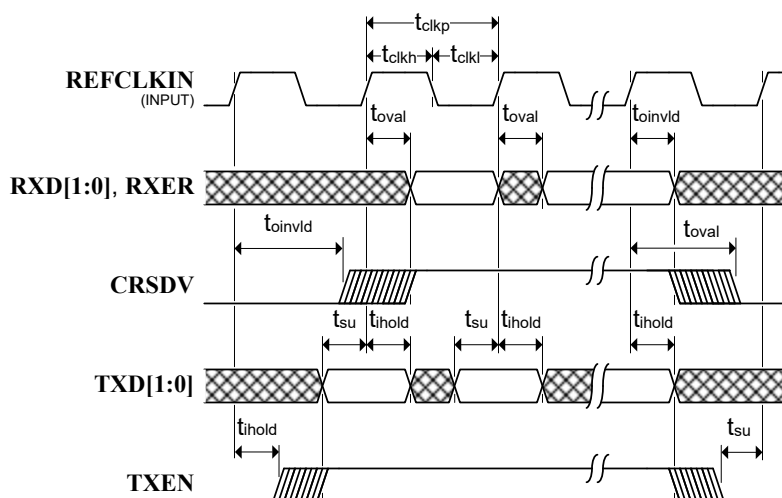 tclkp
tclkh tclkl
REFCLKIN
(INPUT)
toval toval toinvld
RXD[1:0], RXER
toinvld toval
CRSDV
tsu tihold tsu tihold tihold
TXD[1:0]
tihold tsu
TXEN